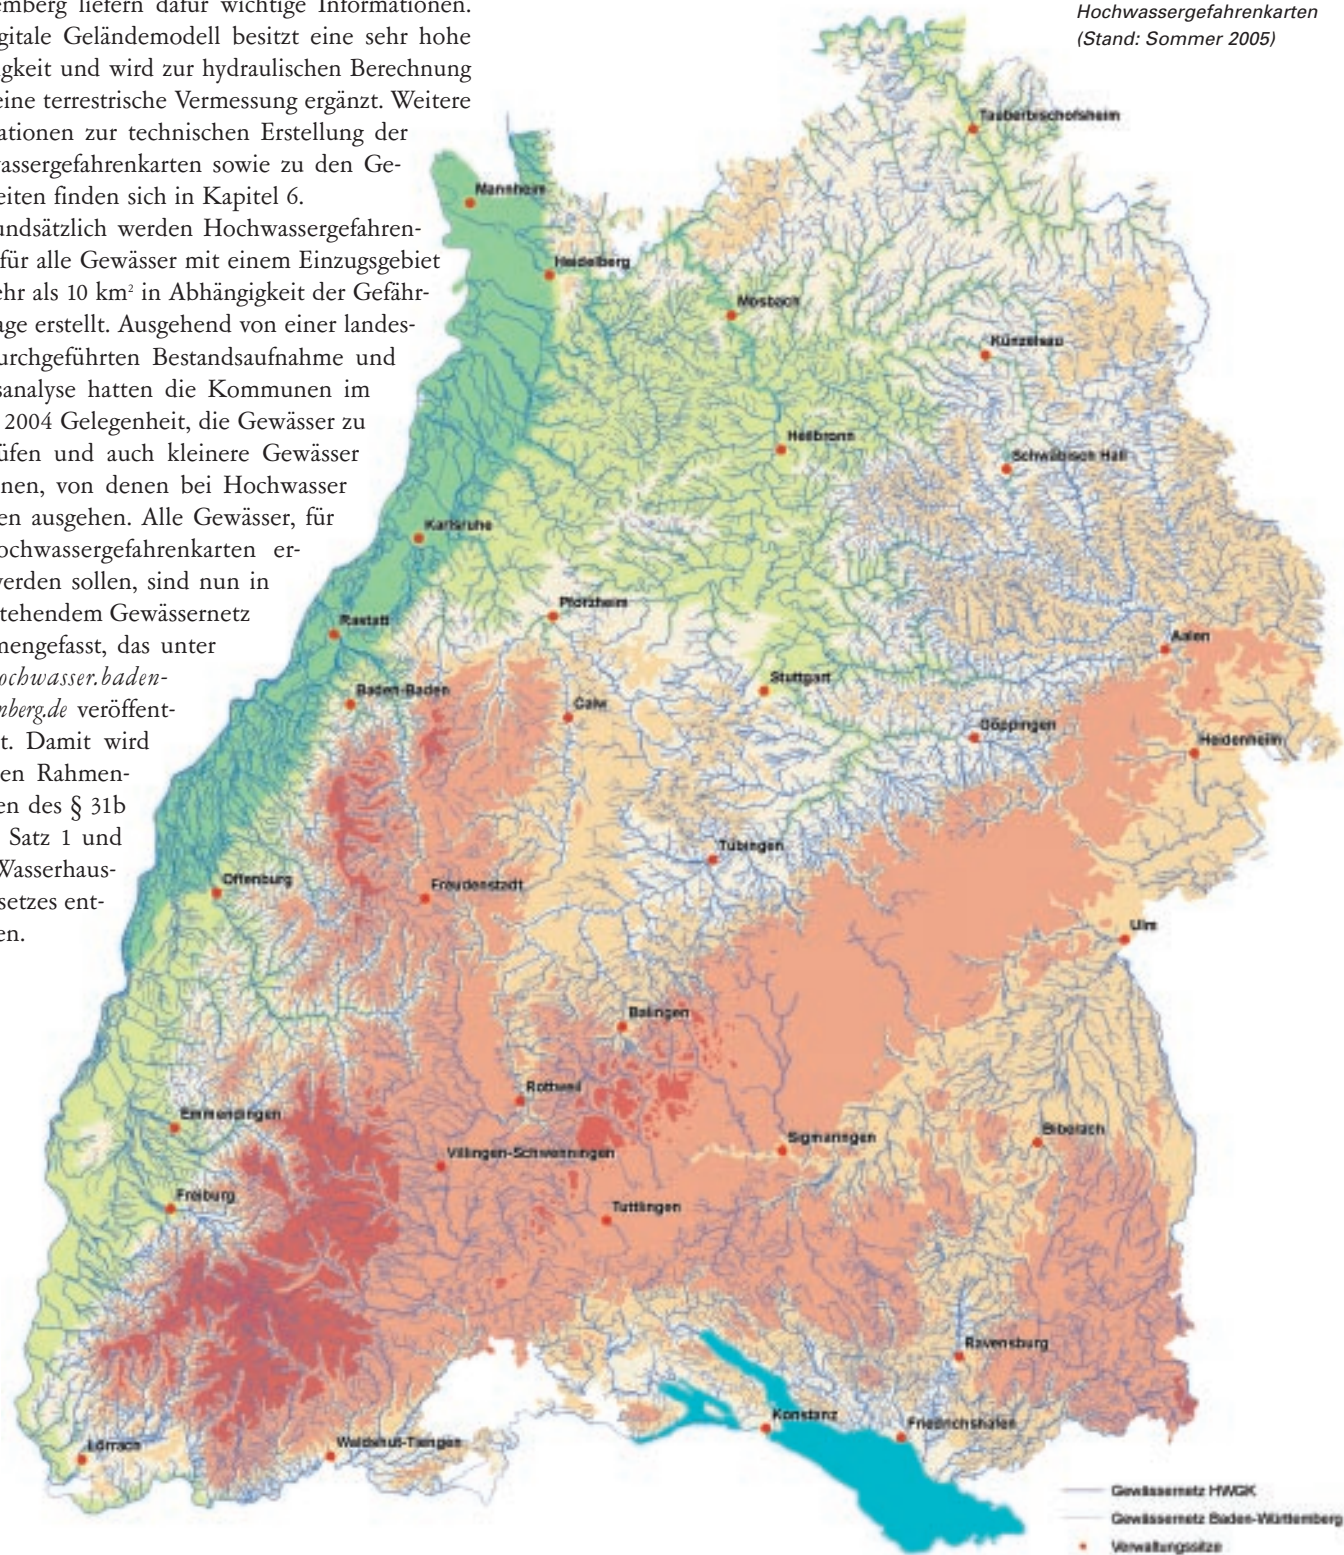 emberg liefern dafür wichtige Informationen.
gitale Geländemodell besitzt eine sehr hohe
gkeit und wird zur hydraulischen Berechnung
eine terrestrische Vermessung ergänzt. Weitere
ationen zur technischen Erstellung der
assergefahrenkarten sowie zu den Ge-
eiten finden sich in Kapitel 6.
undsätzlich werden Hochwassergefahren-
für alle Gewässer mit einem Einzugsgebiet
ehr als 10 km² in Abhängigkeit der Gefähr-
age erstellt. Ausgehend von einer landes-
urchgeführten Bestandsaufnahme und
sanalyse hatten die Kommunen im
2004 Gelegenheit, die Gewässer zu
üfen und auch kleinere Gewässer
nen, von denen bei Hochwasser
en ausgehen. Alle Gewässer, für
ochwassergefahrenkarten er-
werden sollen, sind nun in
tehendem Gewässernetz
mengefasst, das unter
ochwasser.baden-
mberg.de veröffent-
t. Damit wird
en Rahmen-
en des § 31b
Satz 1 und
Wasserhaus-
setzes ent-
en.
Hochwassergefahrenkarten
(Stand: Sommer 2005)
Tauberbischofsheim
Mannheim
Heidelberg
Mosbach
Künzelsau
Heilbronn
Schwäbisch Hall
Karlsruhe
Pforzheim
Rastatt
Aalen
Stuttgart
Baden-Baden
Calw
Göppingen
Heidenheim
Tübingen
Offenburg
Freudenstadt
Ulm
Balingen
Rottweil
Emmendingen
Biberach
Sigmaringen
Villingen-Schwenningen
Freiburg
Tuttlingen
Ravensburg
Konstanz
Friedrichshafen
Lörrach
Waldshut-Tiengen
Gewässernetz HWGK
Gewässernetz Baden-Württemberg
Verwaltungssitze